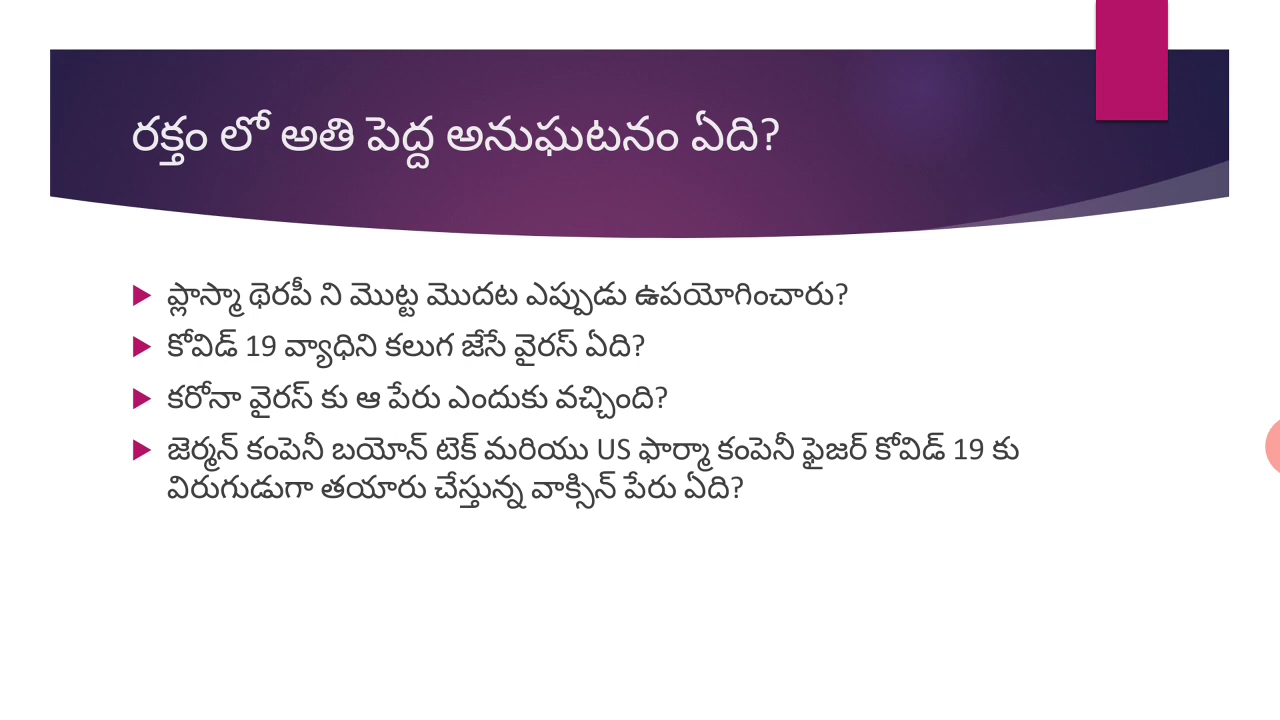 రక్తం లో అతి పెద్ద అనుఘటనం ఏది?
ప్లాస్మా థెరపీ ని మొట్ట మొదట ఎప్పుడు ఉపయోగించారు?
కోవిడ్ 19 వ్యాధిని కలుగ జేసే వైరస్ ఏది?
కరోనా వైరస్ కు ఆ పేరు ఎందుకు వచ్చింది?
జెర్మన్ కంపెనీ బయోన్ టెక్ మరియు US ఫార్మా కంపెనీ ఫైజర్ కోవిడ్ 19 కు
విరుగుడుగా తయారు చేస్తున్న వాక్సిన్ పేరు ఏది?